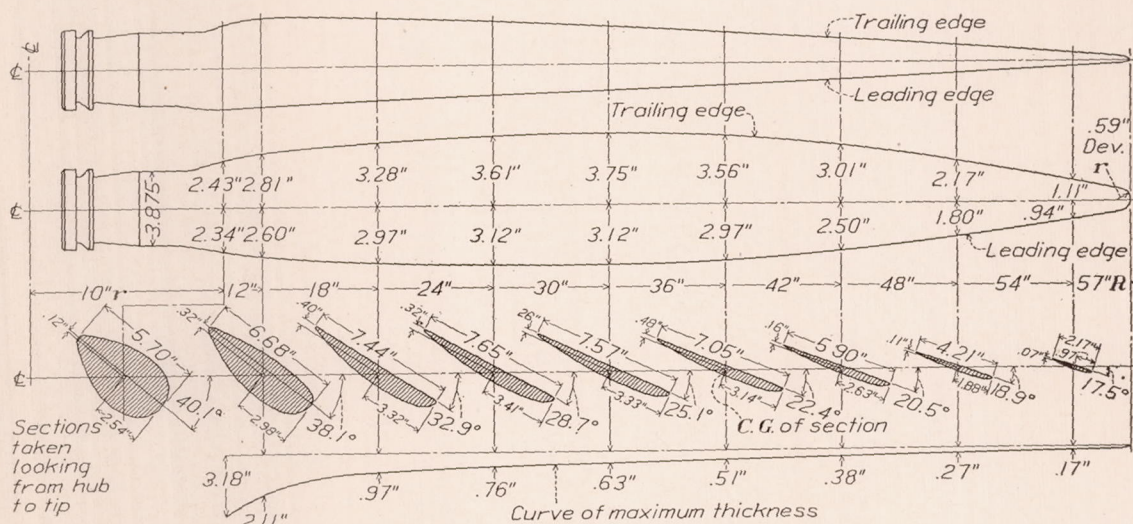 Trailing edge
℄
℄
Leading edge
Trailing edge
.59"
Dev.
r
℄
3.875
2.43" 2.81" 3.28" 3.61" 3.75" 3.56" 3.01" 2.17" 1.11"
2.34" 2.60" 2.97" 3.12" 3.12" 2.97" 2.50" 1.80" .94"
Leading edge
10"r 12" 18" 24" 30" 36" 42" 48" 54" 57"R
.12" 5.70" 2.54" 40.1°
.32" 6.68" 2.98" 38.1°
.40" 7.44" 3.32" 32.9°
.32" 7.65" 3.41" 28.7°
.26" 7.57" 3.33" 25.1°
.48" 7.05" 3.14" 22.4°
.16" 5.90" 2.63" 20.5°
.11" 4.21" 1.88" 18.9°
.07" 2.17" .97" 17.5°
℄
C.G. of section
Sections
taken
looking
from hub
to tip
3.18" 2.11" .97" .76" .63" .51" .38" .27" .17"
Curve of maximum thickness